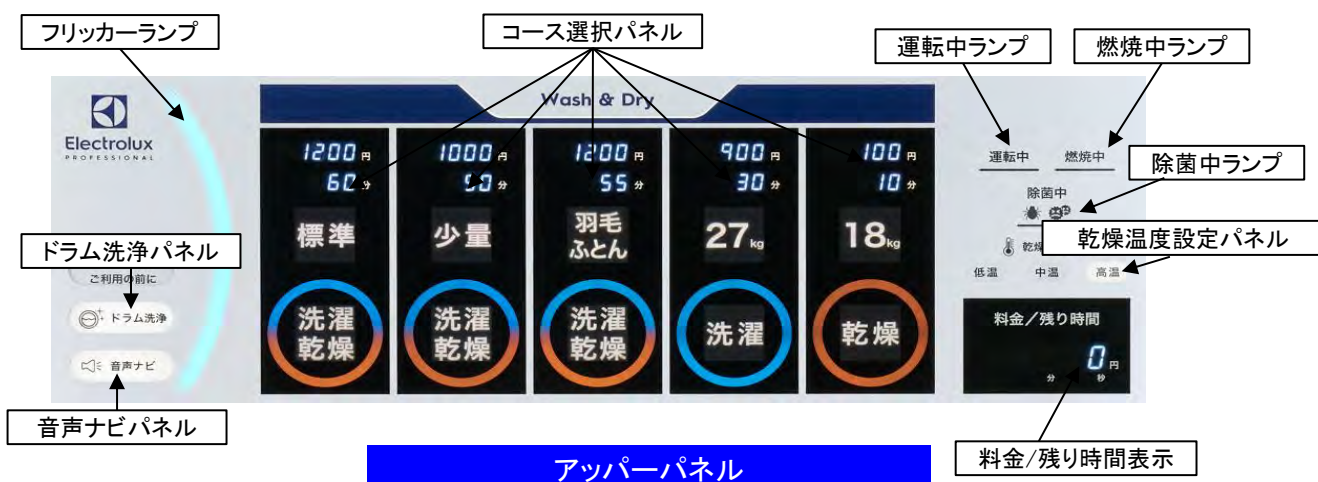 フリッカーランプ
コース選択パネル
運転中ランプ
燃焼中ランプ
Electrolux
PROFESSIONAL
Wash & Dry
1200円
60分
標準
洗濯
乾燥
1000円
分
少量
洗濯
乾燥
1200円
55分
羽毛
ふとん
洗濯
乾燥
900円
30分
27kg
洗濯
100円
10分
18kg
乾燥
運転中 燃焼中
除菌中ランプ
除菌中
乾燥温度設定パネル
乾燥
低温 中温 高温
ドラム洗浄パネル
ご利用の前に
ドラム洗浄
音声ナビ
音声ナビパネル
料金/残り時間
0円
分 秒
料金/残り時間表示
アッパーパネル